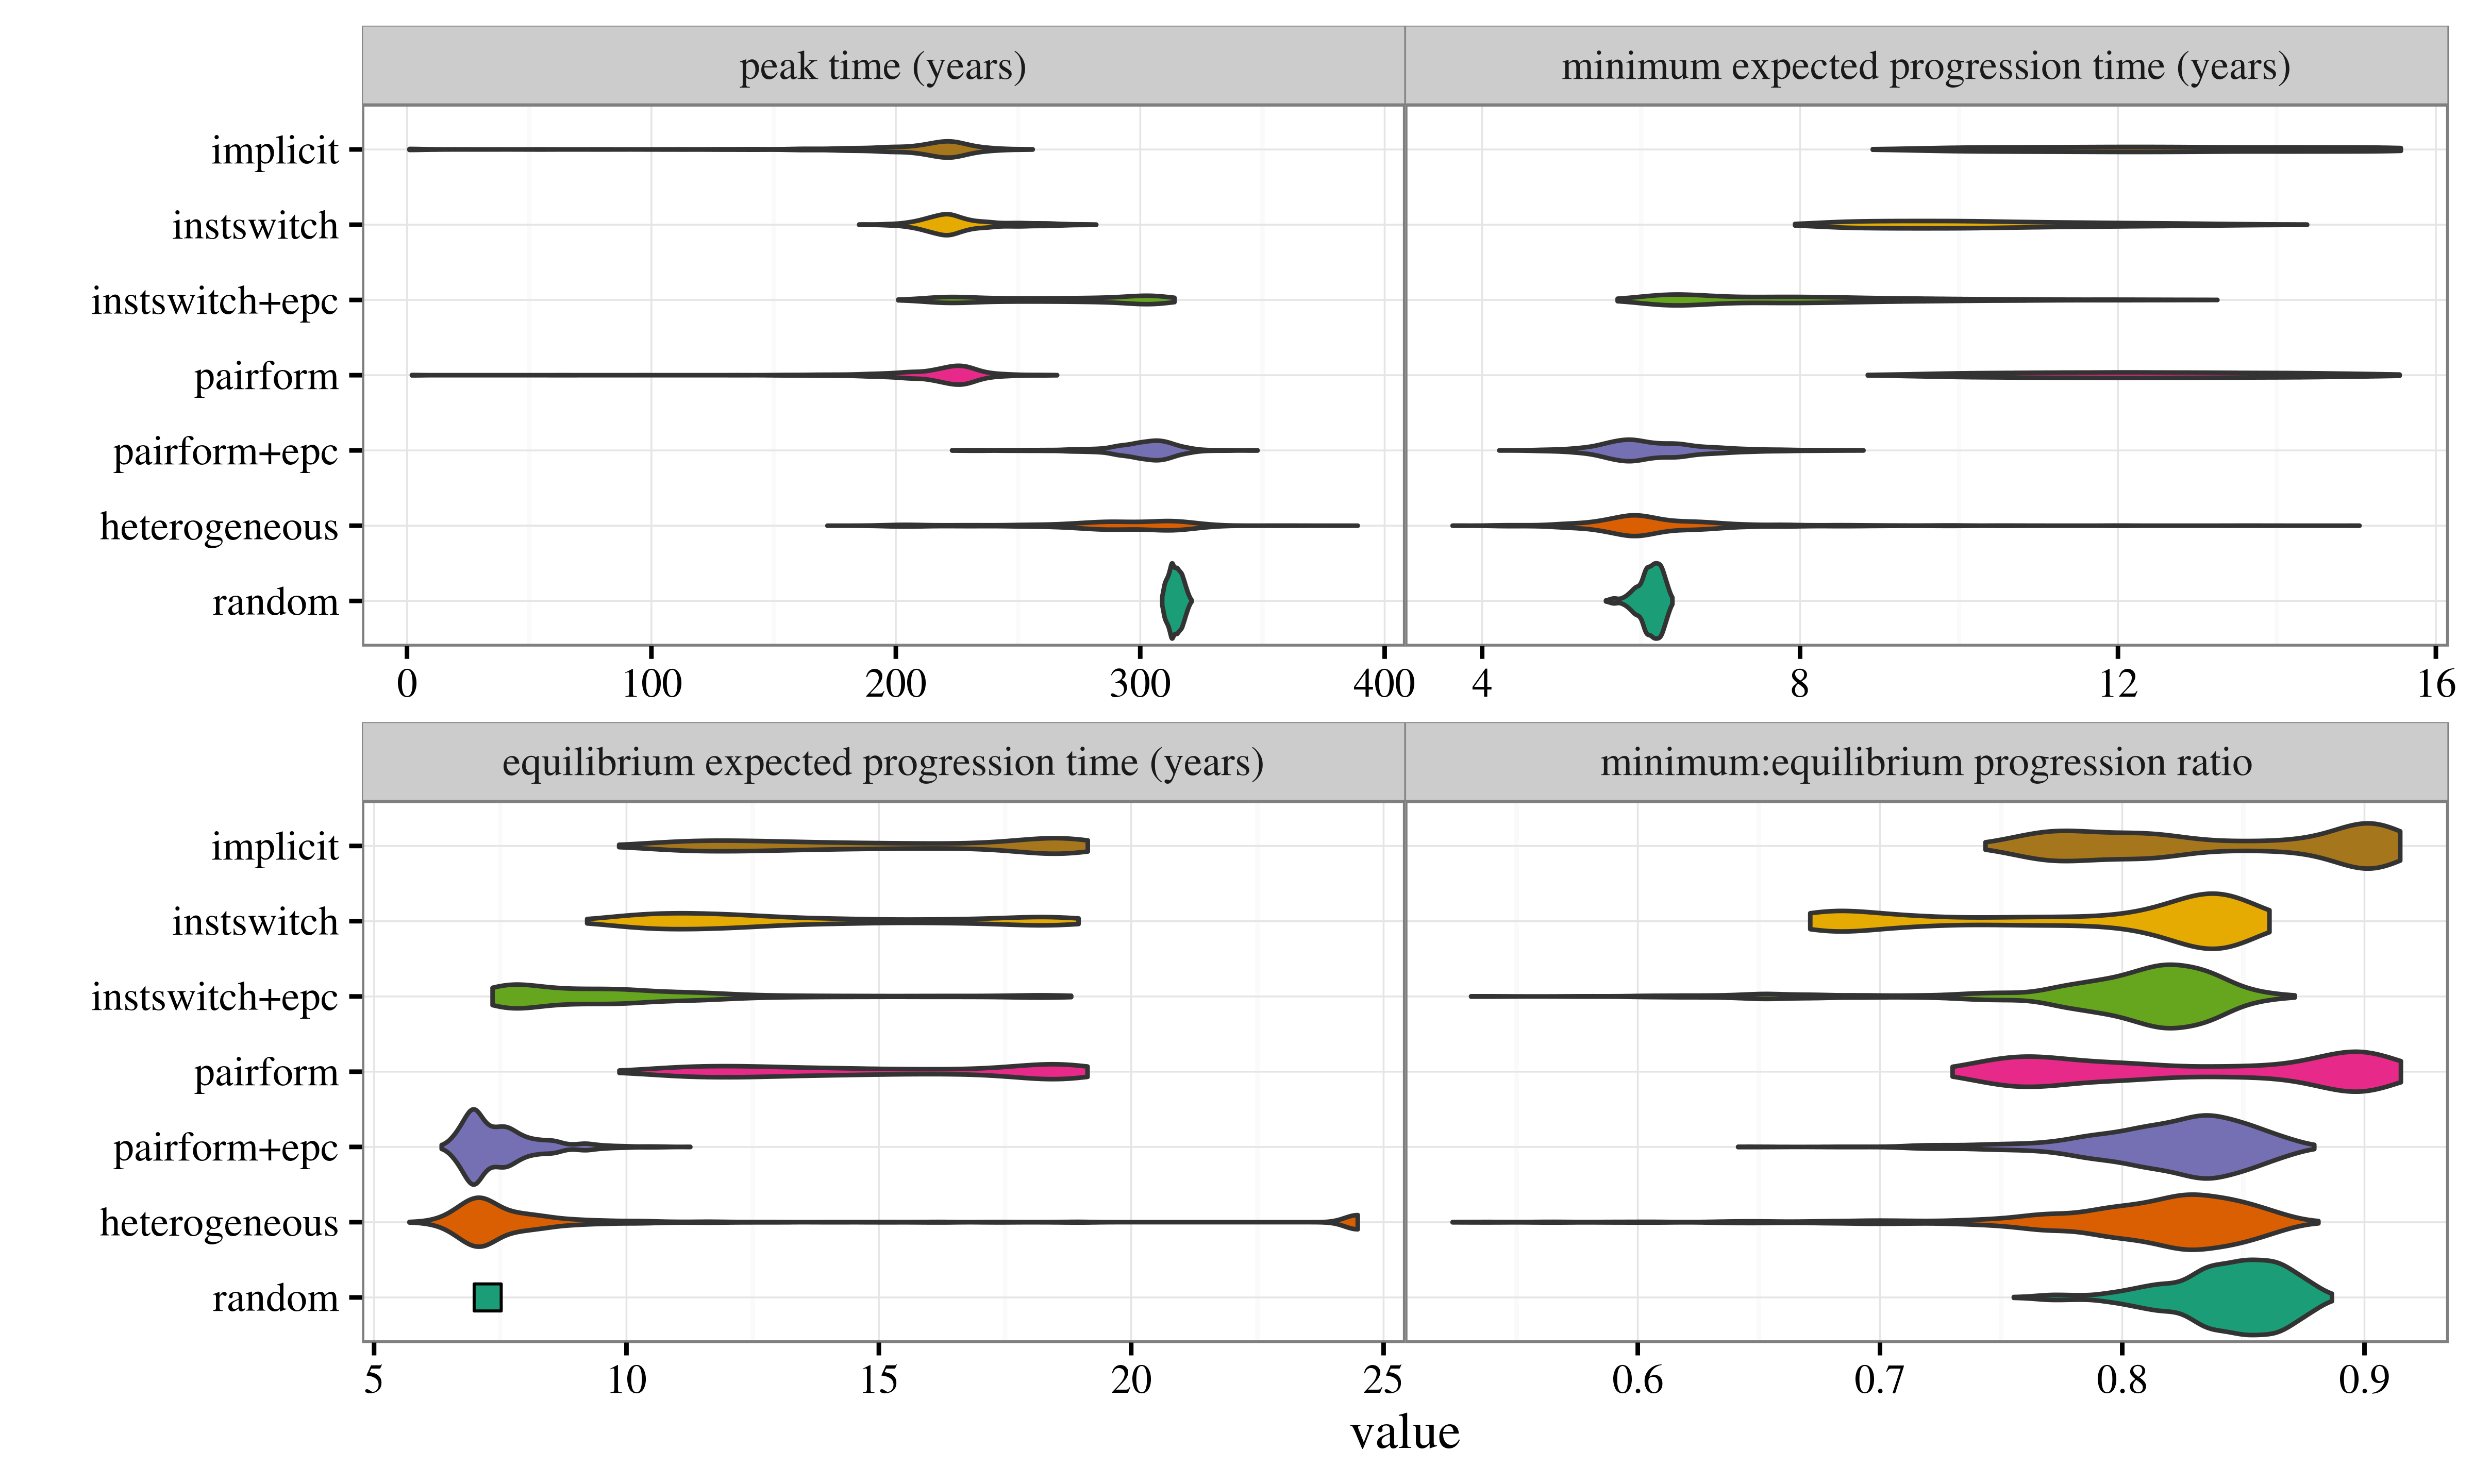 peak time (years)
minimum expected progression time (years)
implicit
instswitch
instswitch+epc
pairform
pairform+epc
heterogeneous
random
0 100 200 300 400 4 8 12 16
equilibrium expected progression time (years)
minimum:equilibrium progression ratio
implicit
instswitch
instswitch+epc
pairform
pairform+epc
heterogeneous
random
5 10 15 20 25 0.6 0.7 0.8 0.9
value